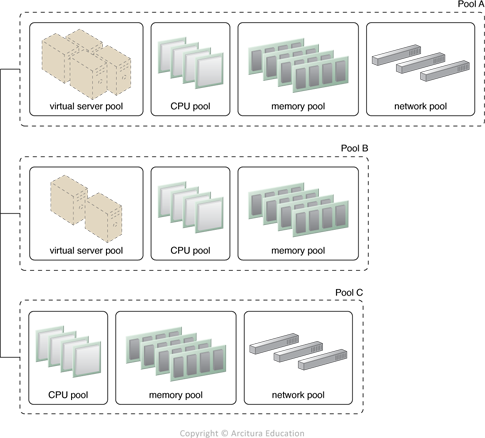 Pool A
virtual server pool
CPU pool
memory pool
network pool
Pool B
virtual server pool
CPU pool
memory pool
Pool C
CPU pool
memory pool
network pool
Copyright © Arcitura Education